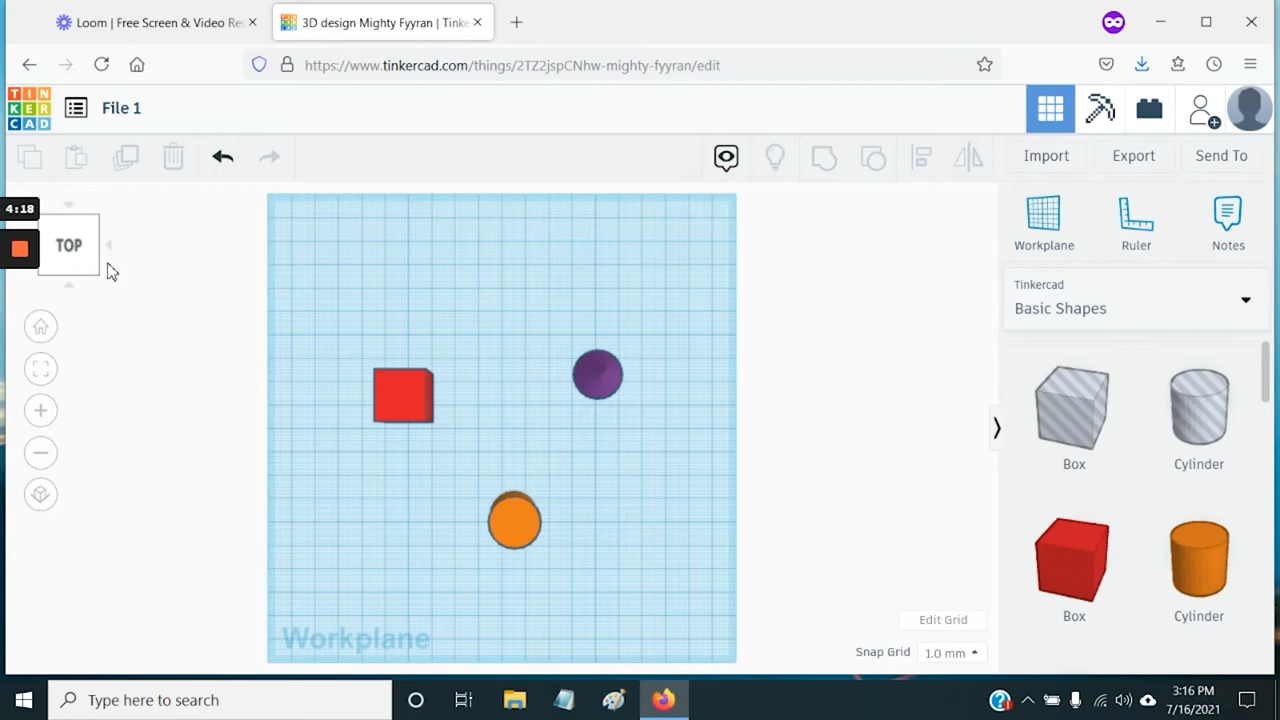 Loom | Free Screen & Video Re
3D design Mighty Fyyran | Tinke
https://www.tinkercad.com/things/2TZ2jspCNhw-mighty-fyyran/edit
TIN
KER
CAD
File 1
Import
Export
Send To
4:18
TOP
Workplane
Ruler
Notes
Tinkercad
Basic Shapes
Box
Cylinder
Box
Cylinder
Workplane
Edit Grid
Snap Grid
1.0 mm
Type here to search
3:16 PM
7/16/2021